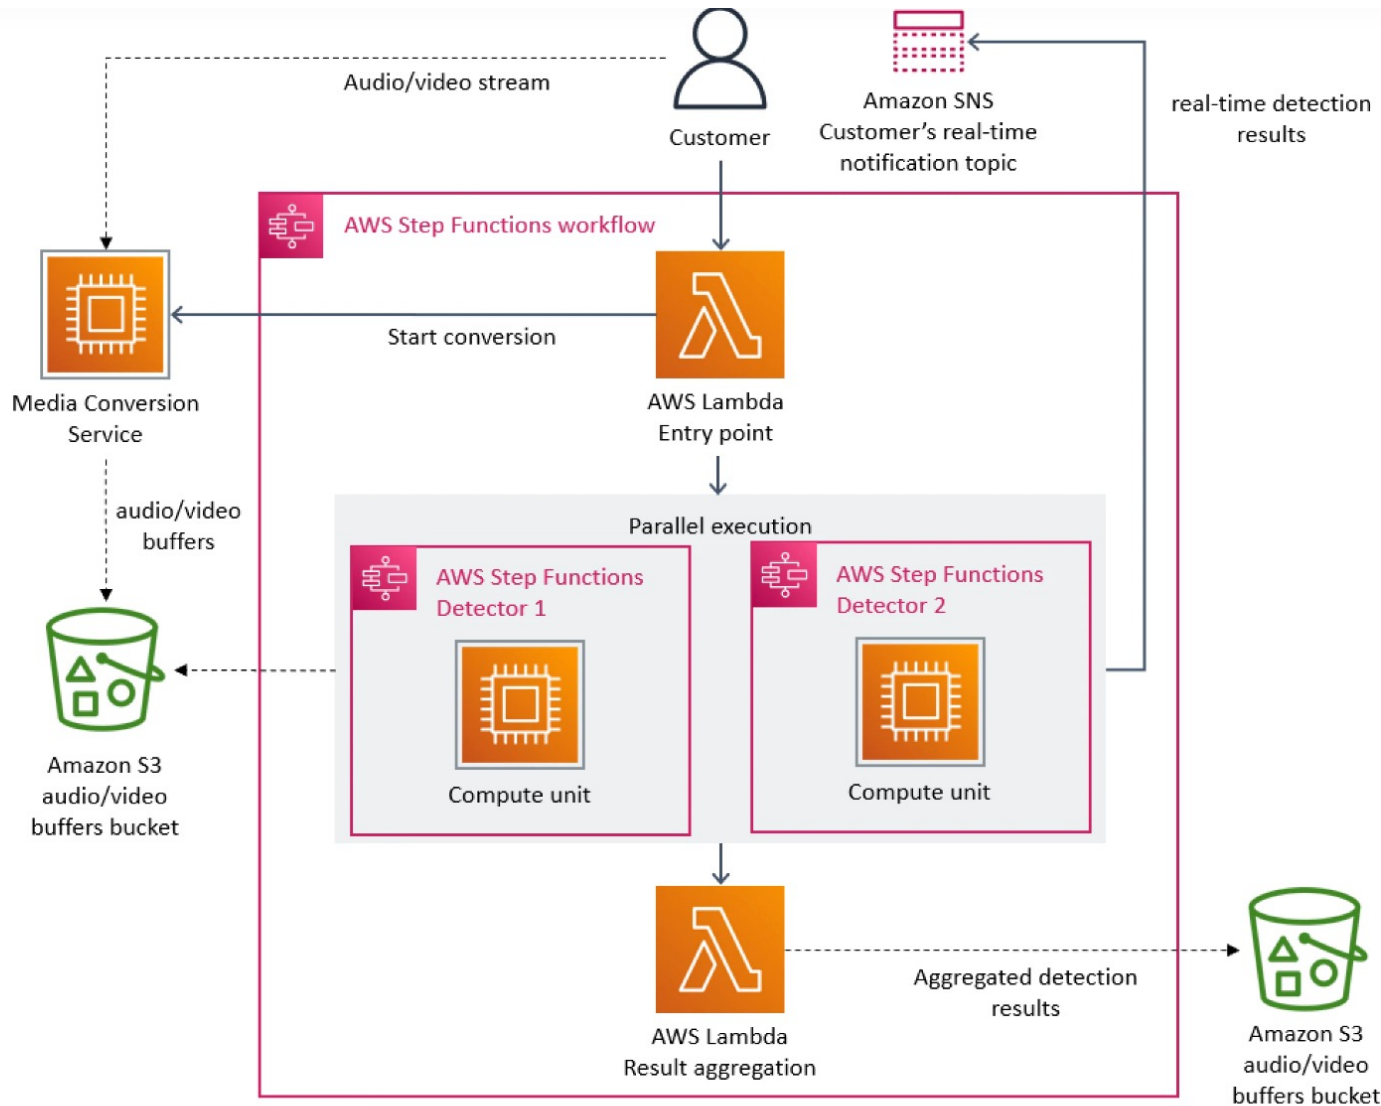 Audio/video stream
Customer
Amazon SNS
Customer's real-time
notification topic
real-time detection
results
AWS Step Functions workflow
Start conversion
Media Conversion
Service
AWS Lambda
Entry point
audio/video
buffers
Parallel execution
AWS Step Functions
Detector 1
Compute unit
AWS Step Functions
Detector 2
Compute unit
Amazon S3
audio/video
buffers bucket
AWS Lambda
Result aggregation
Aggregated detection
results
Amazon S3
audio/video
buffers bucket